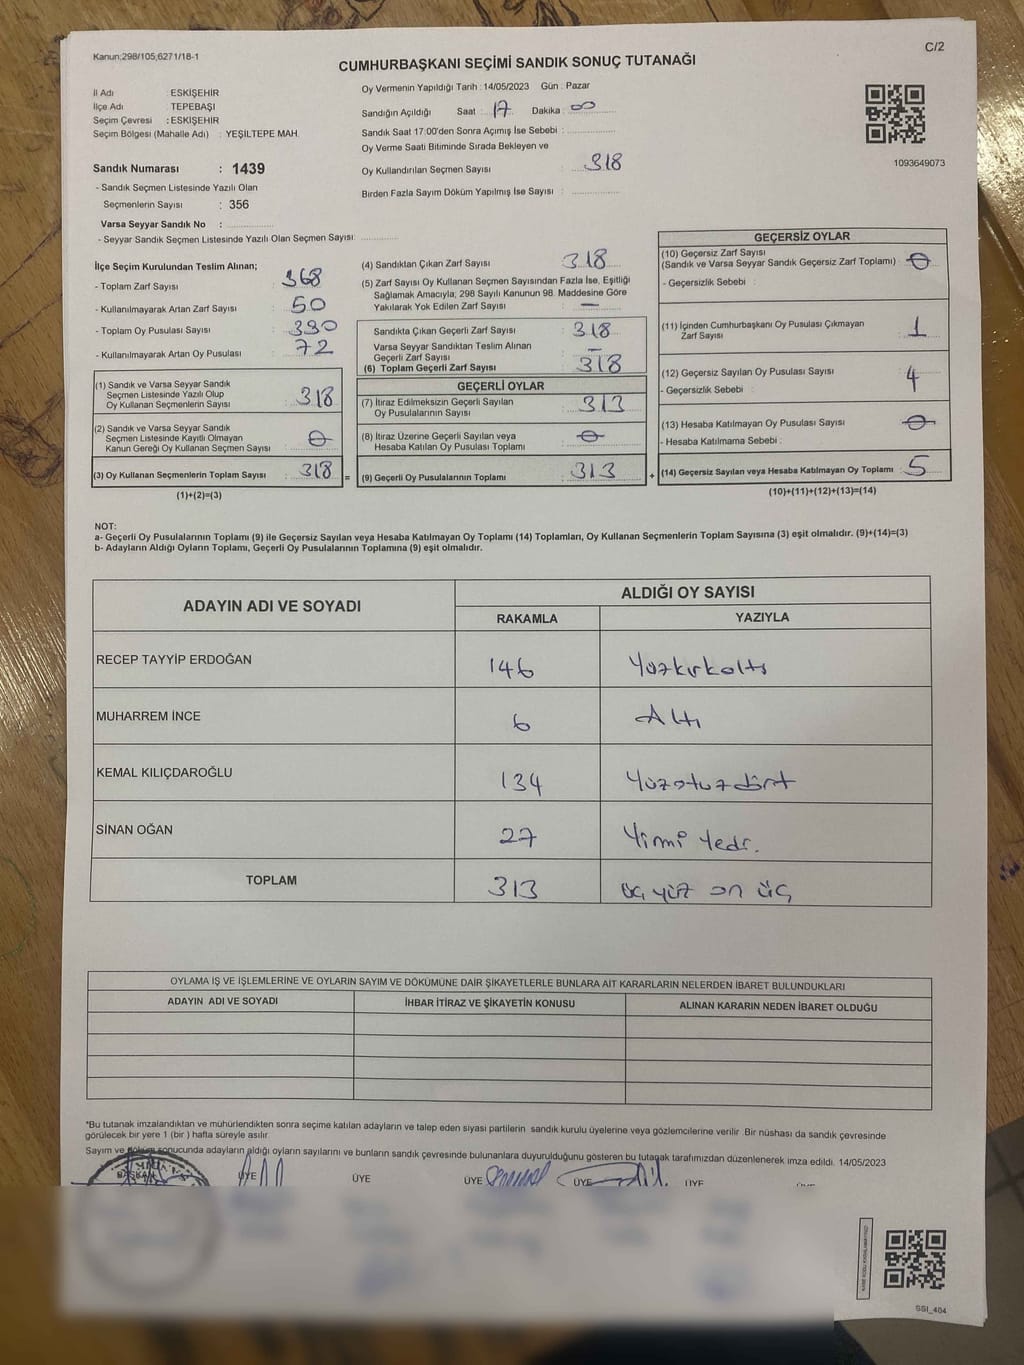 Kanun:298/105;6271/18-1
C/2
CUMHURBAŞKANI SEÇİMİ SANDIK SONUÇ TUTANAĞI
İl Adı : ESKİŞEHİR
İlçe Adı : TEPEBAŞI
Seçim Çevresi : ESKİŞEHİR
Seçim Bölgesi (Mahalle Adı) : YEŞİLTEPE MAH.
Sandık Numarası : 1439
- Sandık Seçmen Listesinde Yazılı Olan
Seçmenlerin Sayısı : 356
Varsa Seyyar Sandık No :
- Seyyar Sandık Seçmen Listesinde Yazılı Olan Seçmen Sayısı:
Oy Vermenin Yapıldığı Tarih : 14/05/2023 Gün : Pazar
Sandığın Açıldığı Saat : 17 Dakika : 00
Sandık Saat 17:00'den Sonra Açımış İse Sebebi :
Oy Verme Saati Bitiminde Sırada Bekleyen ve
Oy Kullandırılan Seçmen Sayısı : 318
Birden Fazla Sayım Döküm Yapılmış İse Sayısı :
1093649073
İlçe Seçim Kurulundan Teslim Alınan;
- Toplam Zarf Sayısı : 368
- Kullanılmayarak Artan Zarf Sayısı : 50
- Toplam Oy Pusulası Sayısı : 390
- Kullanılmayarak Artan Oy Pusulası : 72
(1) Sandık ve Varsa Seyyar Sandık
Seçmen Listesinde Yazılı Olup
Oy Kullanan Seçmenlerin Sayısı : 318
(2) Sandık ve Varsa Seyyar Sandık
Seçmen Listesinde Kayıtlı Olmayan
Kanun Gereği Oy Kullanan Seçmen Sayısı : 0
(3) Oy Kullanan Seçmenlerin Toplam Sayısı : 318
(1)+(2)=(3)
=
(4) Sandıktan Çıkan Zarf Sayısı : 318
(5) Zarf Sayısı Oy Kullanan Seçmen Sayısından Fazla İse, Eşitliği
Sağlamak Amacıyla; 298 Sayılı Kanunun 98. Maddesine Göre
Yakılarak Yok Edilen Zarf Sayısı : —
Sandıkta Çıkan Geçerli Zarf Sayısı : 318
Varsa Seyyar Sandıktan Teslim Alınan
Geçerli Zarf Sayısı : —
(6) Toplam Geçerli Zarf Sayısı : 318
GEÇERLİ OYLAR
(7) İtiraz Edilmeksizin Geçerli Sayılan
Oy Pusulalarının Sayısı : 313
(8) İtiraz Üzerine Geçerli Sayılan veya
Hesaba Katılan Oy Pusulası Toplamı : 0
(9) Geçerli Oy Pusulalarının Toplamı : 313
+
GEÇERSİZ OYLAR
(10) Geçersiz Zarf Sayısı
(Sandık ve Varsa Seyyar Sandık Geçersiz Zarf Toplamı) : 0
- Geçersizlik Sebebi :
(11) İçinden Cumhurbaşkanı Oy Pusulası Çıkmayan
Zarf Sayısı : 1
(12) Geçersiz Sayılan Oy Pusulası Sayısı : 4
- Geçersizlik Sebebi :
(13) Hesaba Katılmayan Oy Pusulası Sayısı : 0
- Hesaba Katılmama Sebebi :
(14) Geçersiz Sayılan veya Hesaba Katılmayan Oy Toplamı : 5
(10)+(11)+(12)+(13)=(14)
NOT:
a- Geçerli Oy Pusulalarının Toplamı (9) ile Geçersiz Sayılan veya Hesaba Katılmayan Oy Toplamı (14) Toplamları, Oy Kullanan Seçmenlerin Toplam Sayısına (3) eşit olmalıdır. (9)+(14)=(3)
b- Adayların Aldığı Oyların Toplamı, Geçerli Oy Pusulalarının Toplamına (9) eşit olmalıdır.
ADAYIN ADI VE SOYADI
ALDIĞI OY SAYISI
RAKAMLA YAZIYLA
RECEP TAYYİP ERDOĞAN 146 Yüzkırkaltı
MUHARREM İNCE 6 Altı
KEMAL KILIÇDAROĞLU 134 Yüzotuzdört
SİNAN OĞAN 27 Yirmi Yedi.
TOPLAM 313 üç yüz on üç
OYLAMA İŞ VE İŞLEMLERİNE VE OYLARIN SAYIM VE DÖKÜMÜNE DAİR ŞİKAYETLERLE BUNLARA AİT KARARLARIN NELERDEN İBARET BULUNDUKLARI
ADAYIN ADI VE SOYADI İHBAR İTİRAZ VE ŞİKAYETİN KONUSU ALINAN KARARIN NEDEN İBARET OLDUĞU
*Bu tutanak imzalandıktan ve mühürlendikten sonra seçime katılan adayların ve talep eden siyasi partilerin sandık kurulu üyelerine veya gözlemcilerine verilir .Bir nüshası da sandık çevresinde
görülecek bir yere 1 (bir ) hafta süreyle asılır.
Sayım ve döküm sonucunda adayların aldığı oyların sayılarını ve bunların sandık çevresinde bulunanlara duyurulduğunu gösteren bu tutanak tarafımızdan düzenlenerek imza edildi. 14/05/2023
BAŞKAN ÜYE ÜYE ÜYE ÜYE ÜYE
SSİ_404